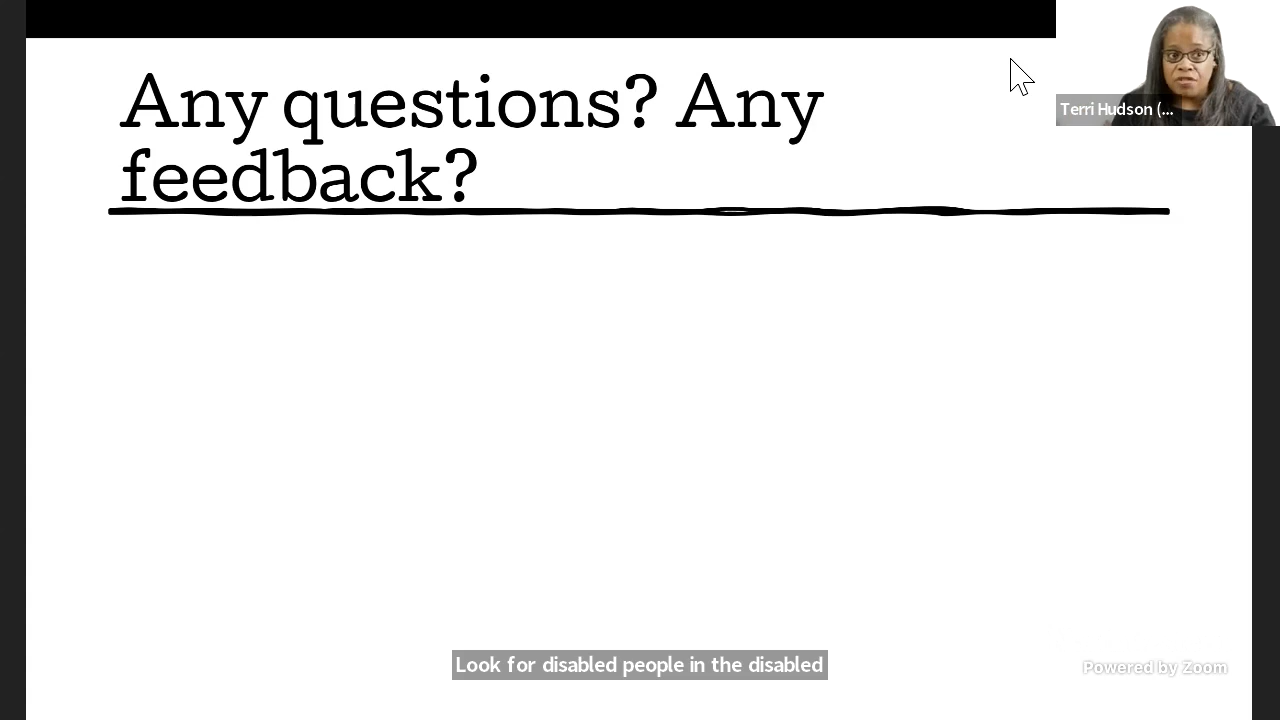 Any questions? Any
feedback?
Terri Hudson (...
Look for disabled people in the disabled
Powered by Zoom